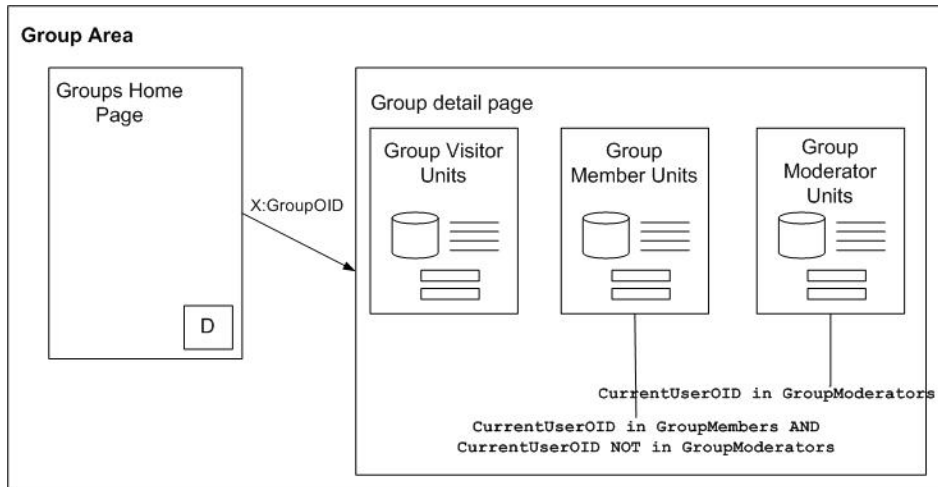 Group Area
Groups Home
Page
D
X:GroupOID
Group detail page
Group Visitor
Units
Group
Member Units
Group
Moderator
Units
CurrentUserOID in GroupModerators
CurrentUserOID in GroupMembers AND
CurrentUserOID NOT in GroupModerators